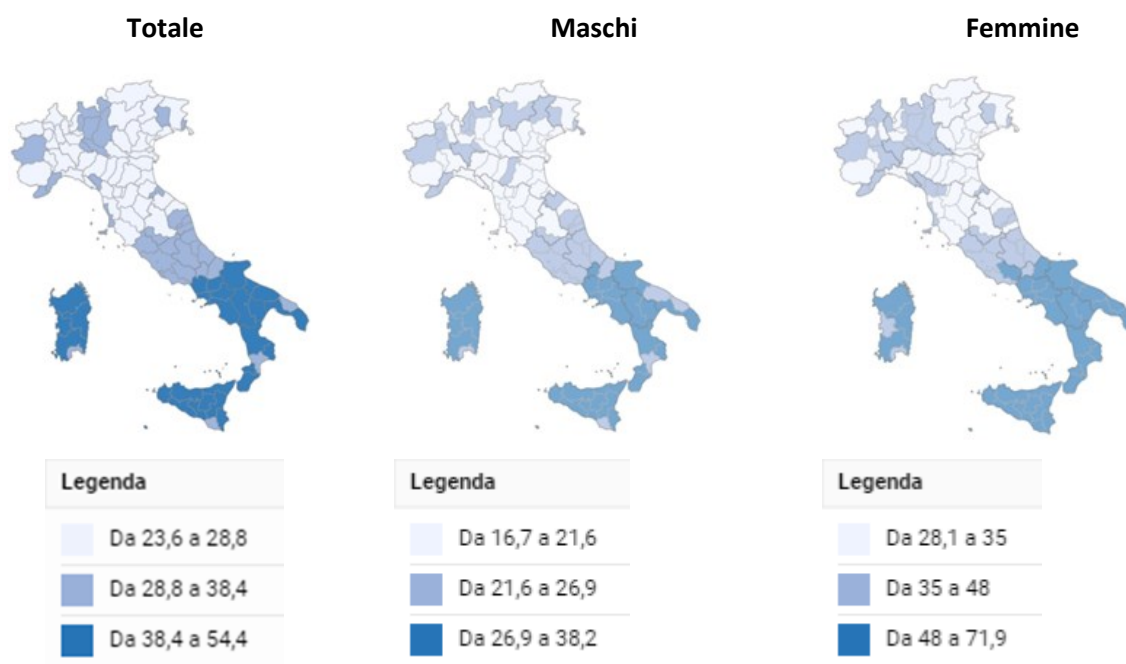 Totale
Maschi
Femmine
Legenda
Da 23,6 a 28,8
Da 28,8 a 38,4
Da 38,4 a 54,4
Legenda
Da 16,7 a 21,6
Da 21,6 a 26,9
Da 26,9 a 38,2
Legenda
Da 28,1 a 35
Da 35 a 48
Da 48 a 71,9